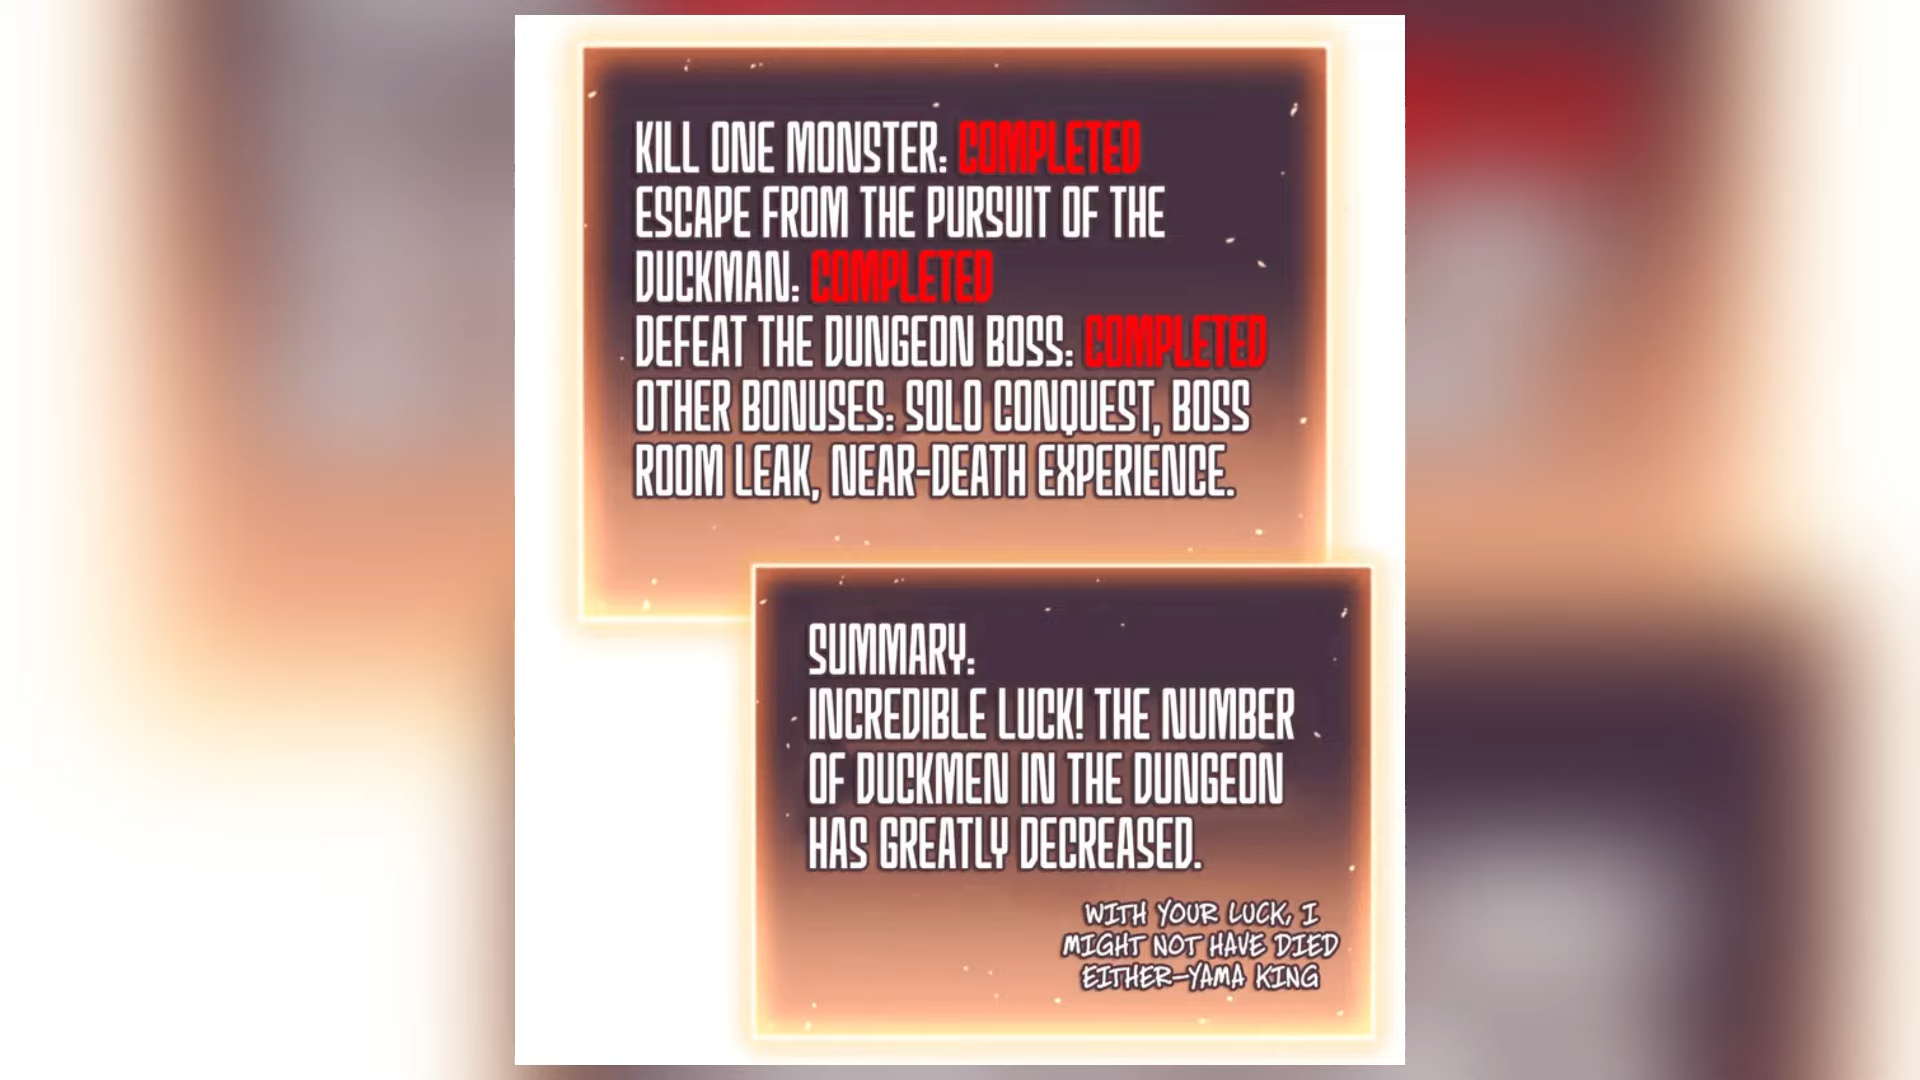 KILL ONE MONSTER: COMPLETED
ESCAPE FROM THE PURSUIT OF THE
DUCKMAN: COMPLETED
DEFEAT THE DUNGEON BOSS: COMPLETED
OTHER BONUSES: SOLO CONQUEST, BOSS
ROOM LEAK, NEAR-DEATH EXPERIENCE.
SUMMARY:
INCREDIBLE LUCK! THE NUMBER
OF DUCKMEN IN THE DUNGEON
HAS GREATLY DECREASED.
WITH YOUR LUCK, I
MIGHT NOT HAVE DIED
EITHER-YAMA KING